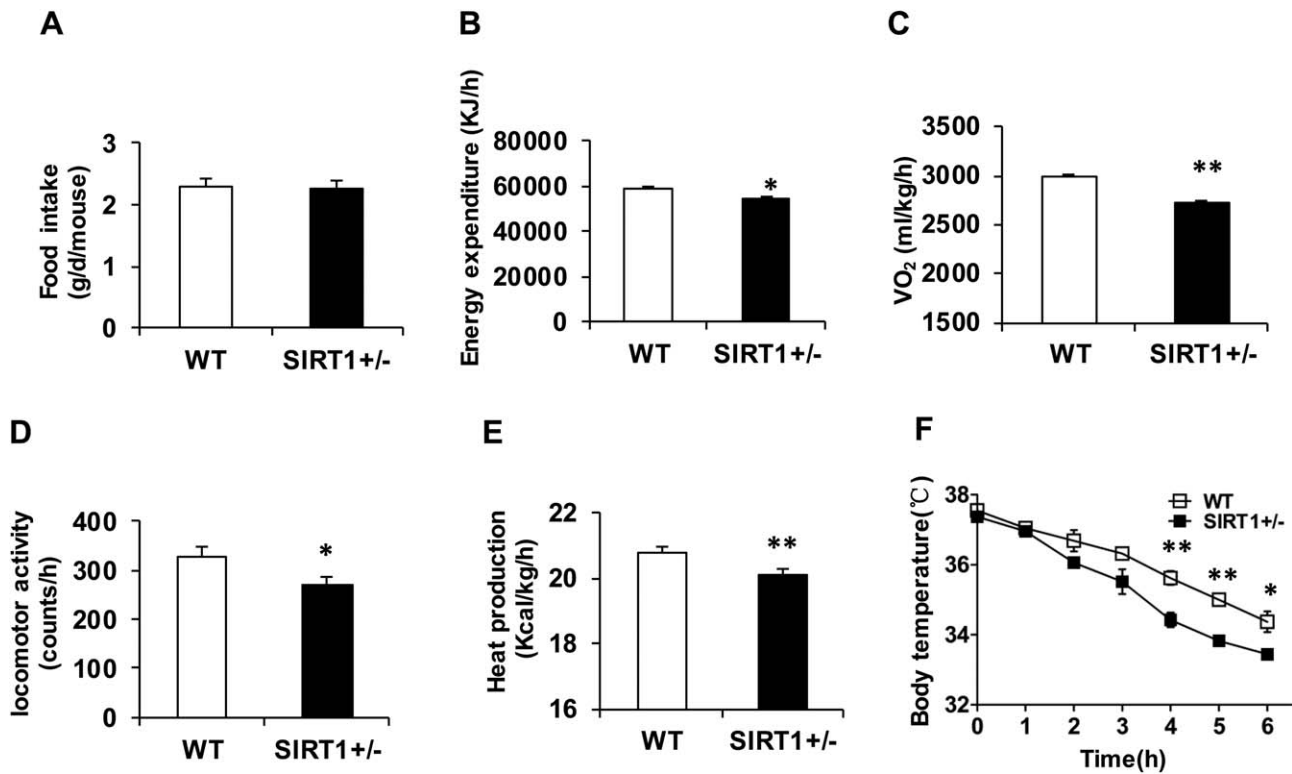 A
Food intake
(g/d/mouse)
3
2
1
0
WT SIRT1+/-
B
Energy expenditure (KJ/h)
80000
60000
40000
20000
0
*
WT SIRT1+/-
C
VO₂ (ml/kg/h)
3500
3000
2500
2000
1500
**
WT SIRT1+/-
D
locomotor activity
(counts/h)
400
300
200
100
0
*
WT SIRT1+/-
E
Heat production
(Kcal/kg/h)
22
20
18
16
**
WT SIRT1+/-
F
Body temperature(℃)
38
36
34
32
WT
SIRT1+/-
**
**
*
0 1 2 3 4 5 6
Time(h)